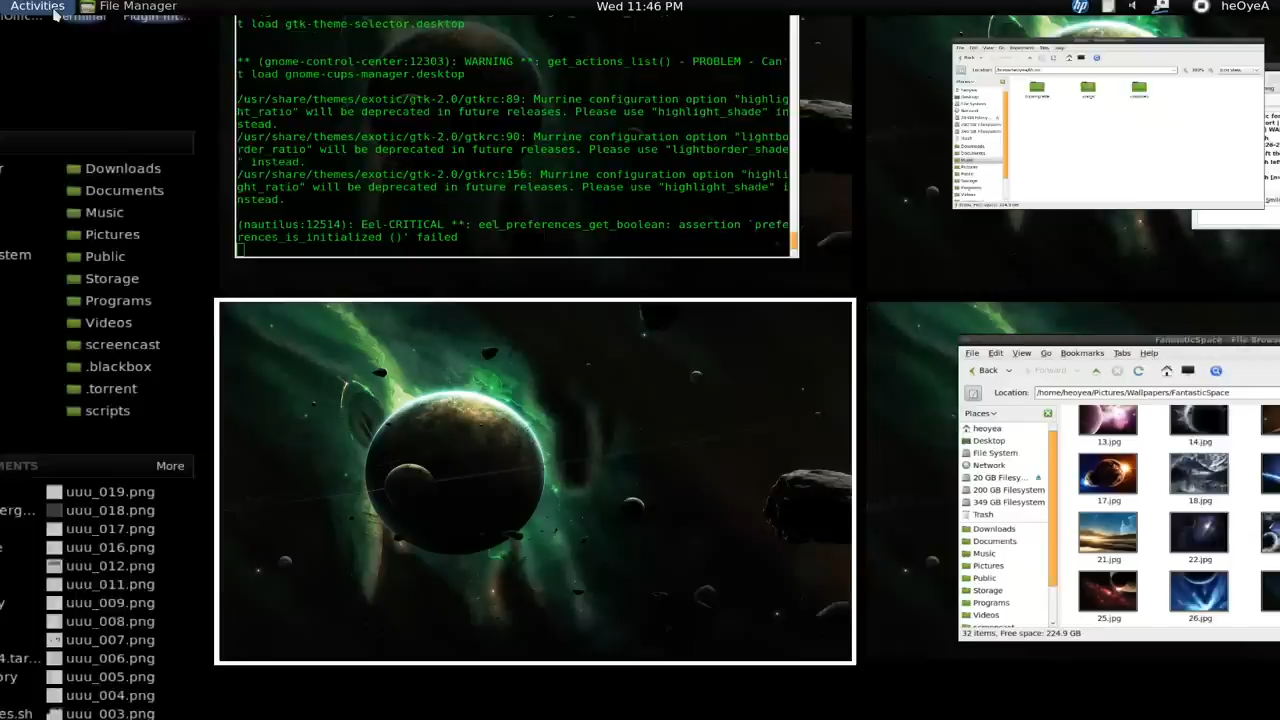 Activities
File Manager
Wed 11:46 PM
hp
heOyeA
t load gtk-theme-selector.desktop
** (gnome-control-center:12303): WARNING **: get_actions_list() - PROBLEM - Can'
t load gnome-cups-manager.desktop
/usr/share/themes/exotic/gtk-2.0/gtkrc:89: Murrine configuration option "highlig
ht_ratio" will be deprecated in future releases. Please use "highlight_shade" in
stead.
/usr/share/themes/exotic/gtk-2.0/gtkrc:90: Murrine configuration option "lightbo
rder_ratio" will be deprecated in future releases. Please use "lightborder_shade
" instead.
/usr/share/themes/exotic/gtk-2.0/gtkrc:156: Murrine configuration option "highli
ght_ratio" will be deprecated in future releases. Please use "highlight_shade" i
nstead.
(nautilus:12514): Eel-CRITICAL **: eel_preferences_get_boolean: assertion 'prefe
rences_is_initialized ()' failed
Downloads
Documents
Music
Pictures
stem
Public
Storage
Programs
Videos
screencast
.blackbox
.torrent
scripts
MENTS
More
uuu_019.png
uuu_018.png
uuu_017.png
uuu_016.png
uuu_012.png
uuu_011.png
uuu_009.png
uuu_008.png
uuu_007.png
uuu_006.png
uuu_005.png
uuu_004.png
uuu_003.png
FantasticSpace - File Brows
File Edit View Go Bookmarks Tabs Help
Back Forward
Location: /home/heoyea/Pictures/Wallpapers/FantasticSpace
Places
heoyea
Desktop
File System
Network
20 GB Filesy...
200 GB Filesystem
349 GB Filesystem
Trash
Downloads
Documents
Music
Pictures
Public
Storage
Programs
Videos
13.jpg
14.jpg
17.jpg
18.jpg
21.jpg
22.jpg
25.jpg
26.jpg
32 items, Free space: 224.9 GB